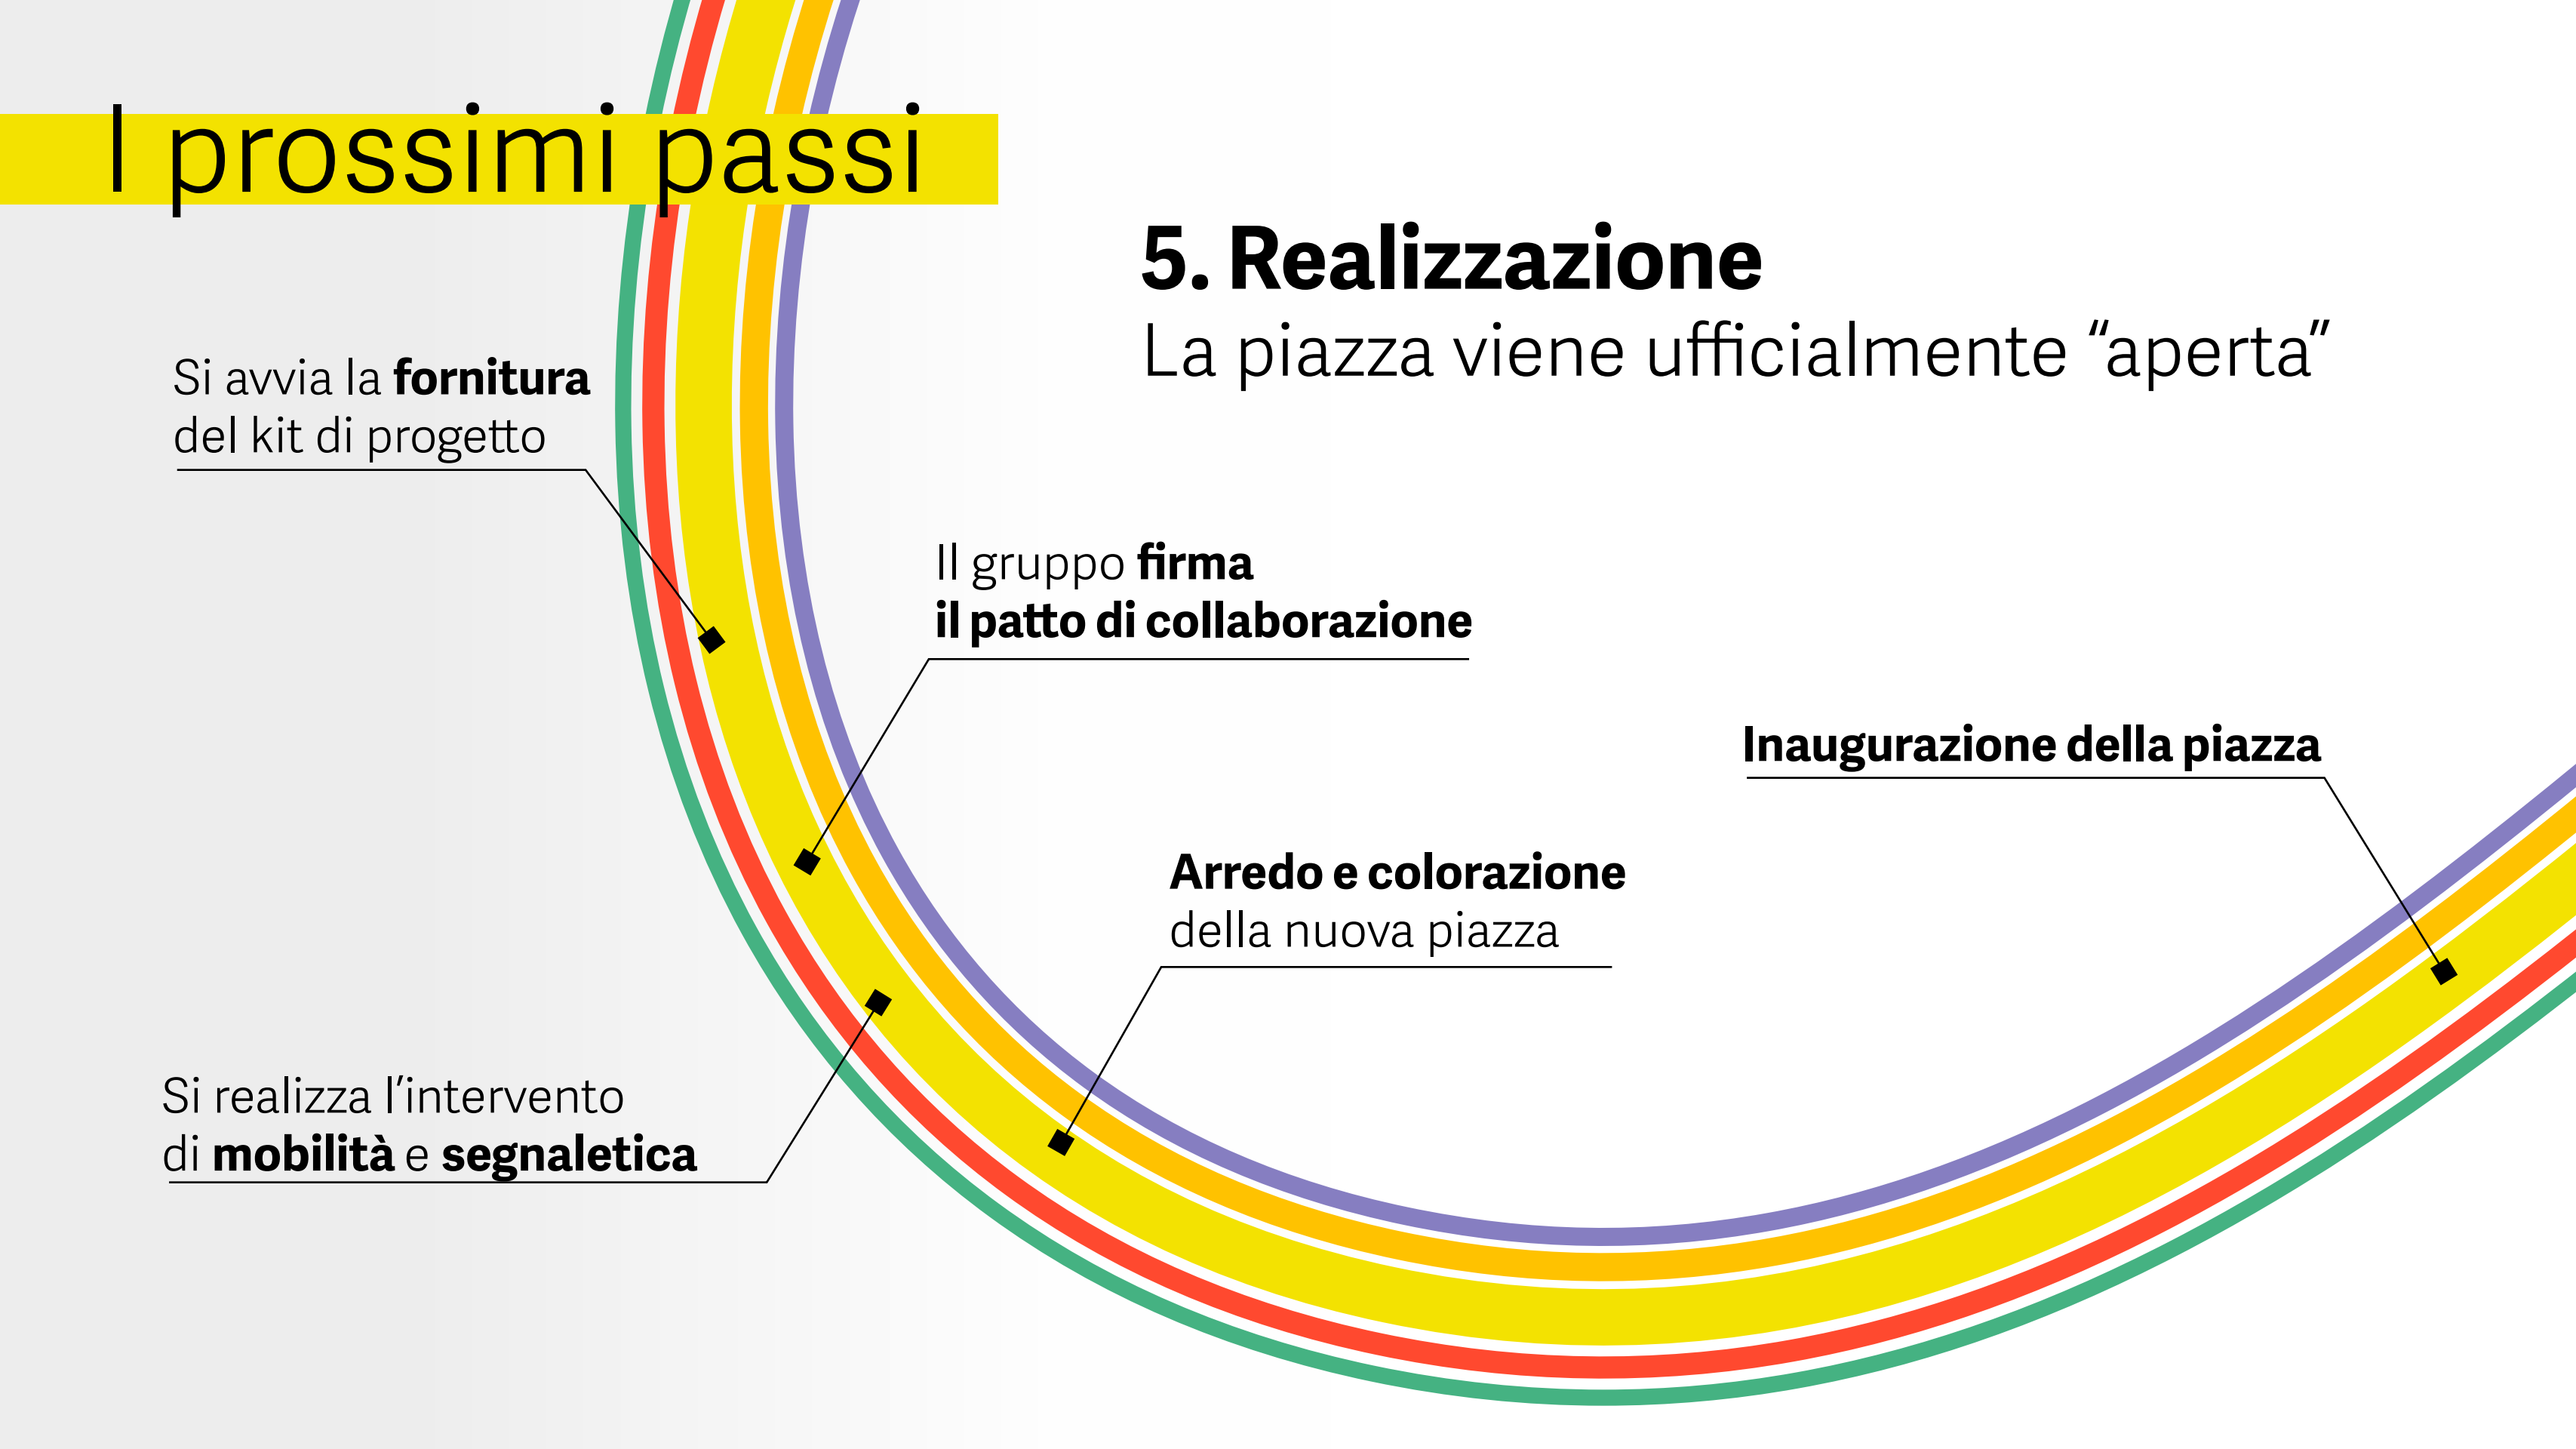 I prossimi passi
5. Realizzazione
La piazza viene ufficialmente “aperta”
Si avvia la fornitura
del kit di progetto
Il gruppo firma
il patto di collaborazione
Inaugurazione della piazza
Arredo e colorazione
della nuova piazza
Si realizza l’intervento
di mobilità e segnaletica